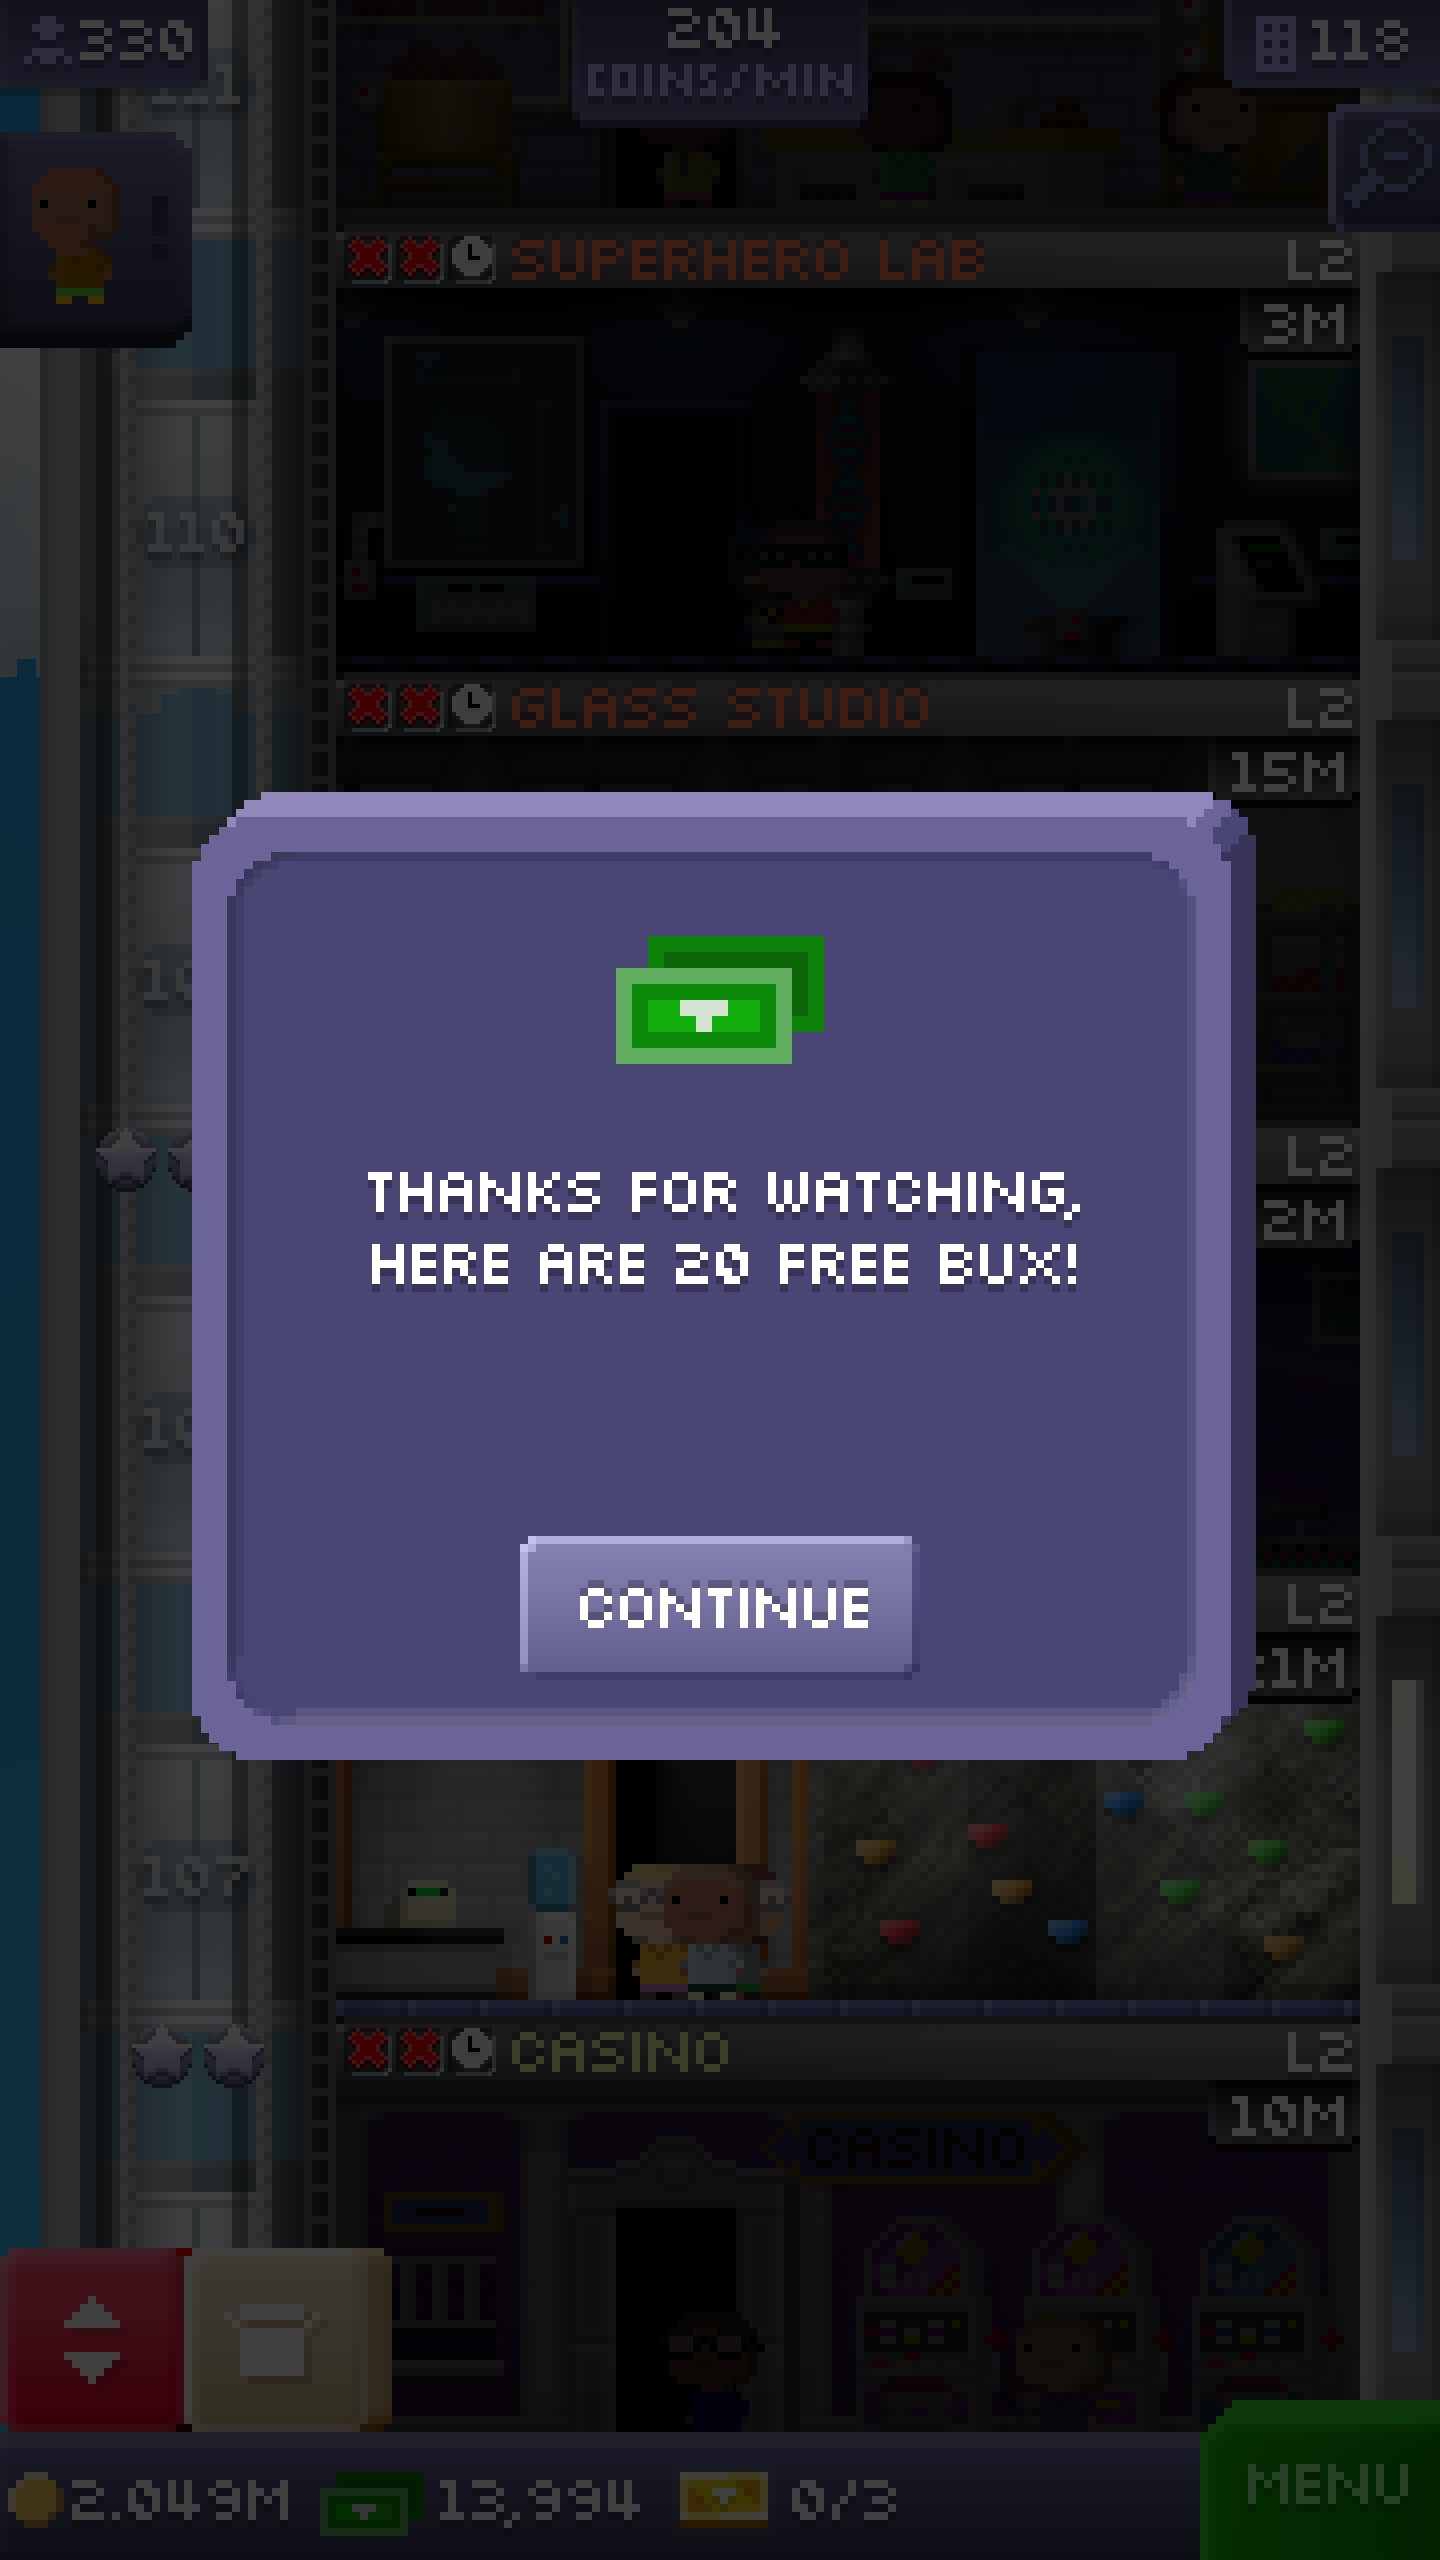 330
204
COINS/MIN
118
SUPERHERO LAB
L2
3M
110
GLASS STUDIO
L2
15M
THANKS FOR WATCHING,
HERE ARE 20 FREE BUX!
L2
2M
CONTINUE
L2
107
CASINO
L2
10M
CASINO
2.049M
13,994
0/3
MENU